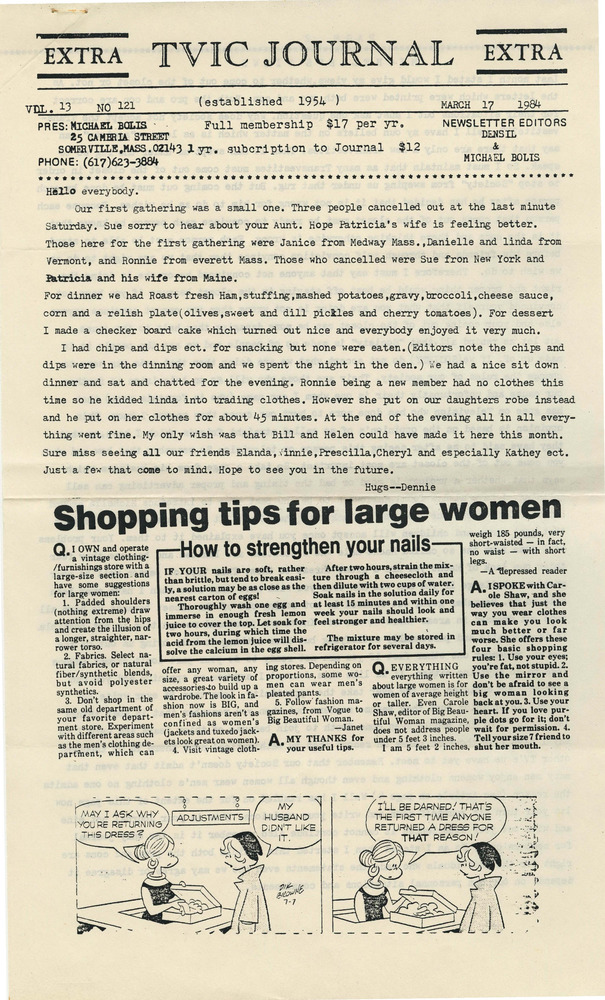 EXTRA TVIC JOURNAL EXTRA
VOL. 13 NO 121 (established 1954 ) MARCH 17 1984
PRES: MICHAEL BOLIS Full membership $17 per yr. NEWSLETTER EDITORS
25 CAMBRIA STREET DENSIL
SOMERVILLE,MASS.02143 1 yr. subcription to Journal $12 &
PHONE: (617)623-3884 MICHAEL BOLIS
Hello everybody.
Our first gathering was a small one. Three people cancelled out at the last minute
Saturday. Sue sorry to hear about your Aunt. Hope Patricia's wife is feeling better.
Those here for the first gathering were Janice from Medway Mass.,Danielle and linda from
Vermont, and Ronnie from everett Mass. Those who cancelled were Sue fron New York and
Patricia and his wife from Maine.
For dinner we had Roast fresh Ham,stuffing,mashed potatoes,gravy,broccoli,cheese sauce,
corn and a relish plate(olives,sweet and dill pickles and cherry tomatoes). For dessert
I made a checker board cake which turned out nice and everybody enjoyed it very much.
I had chips and dips ect. for snacking but none were eaten.(Editors note the chips and
dips were in the dinning room and we spent the night in the den.) We had a nice sit down
dinner and sat and chatted for the evening. Ronnie being a new member had no clothes this
time so he kidded linda into trading clothes. However she put on our daughters robe instead
and he put on her clothes for about 45 minutes. At the end of the evening all in all every-
thing went fine. My only wish was that Bill and Helen could have made it here this month.
Sure miss seeing all our friends Elanda, innie,Prescilla,Cheryl and especially Kathey ect.
Just a few that come to mind. Hope to see you in the future.
Hugs--Dennie
Shopping tips for large women
Q. I OWN and operate
a vintage clothing-
/furnishings store with a
large-size section and
have some suggestions
for large women:
1. Padded shoulders
(nothing extreme) draw
attention from the hips
and create the illusion of
a longer, straighter, nar-
rower torso.
2. Fabrics. Select na-
tural fabrics, or natural
fiber/synthetic blends,
but avoid polyester
synthetics.
3. Don't shop in the
same old department of
your favorite depart-
ment store. Experiment
with different areas such
as the men's clothing de-
partment, which can
How to strengthen your nails
IF YOUR nails are soft, rather
than brittle, but tend to break easi-
ly, a solution may be as close as the
nearest carton of eggs!
Thoroughly wash one egg and
immerse in enough fresh lemon
juice to cover the top. Let soak for
two hours, during which time the
acid from the lemon juice will dis-
solve the calcium in the egg shell.
After two hours, strain the mix-
ture through a cheesecloth and
then dilute with two cups of water.
Soak nails in the solution daily for
at least 15 minutes and within one
week your nails should look and
feel stronger and healthier.
The mixture may be stored in
refrigerator for several days.
offer any woman, any
size, a great variety of
accessories to build up a
wardrobe. The look in fa-
shion now is BIG, and
men's fashions aren't as
confined as women's
(jackets and tuxedo jack-
ets look great on women).
4. Visit vintage cloth-
ing stores. Depending on
proportions, some wo-
men can wear men's
pleated pants.
5. Follow fashion ma-
gazines, from Vogue to
Big Beautiful Woman.
—Janet
A. MY THANKS for
your useful tips.
Q. EVERYTHING
everything written
about large women is for
women of average height
or taller. Even Carole
Shaw, editor of Big Beau-
tiful Woman magazine,
does not address people
under 5 feet 3 inches.
I am 5 feet 2 inches,
weigh 185 pounds, very
short-waisted — in fact,
no waist — with short
legs.
—A depressed reader
A. I SPOKE with Car-
ole Shaw, and she
believes that just the
way you wear clothes
can make you look
much better or far
worse. She offers these
four basic shopping
rules: 1. Use your eyes;
you're fat, not stupid. 2.
Use the mirror and
don't be afraid to see a
big woman looking
back at you. 3. Use your
heart. If you love pur-
ple dots go for it; don't
wait for permission. 4.
Tell your size 7 friend to
shut her mouth.
MAY I ASK WHY
YOU'RE RETURNING
THIS DRESS?
ADJUSTMENTS
MY
HUSBAND
DIDN'T LIKE
IT.
DIK
BROWNE
7-7
I'LL BE DARNED! THAT'S
THE FIRST TIME ANYONE
RETURNED A DRESS FOR
THAT REASON!